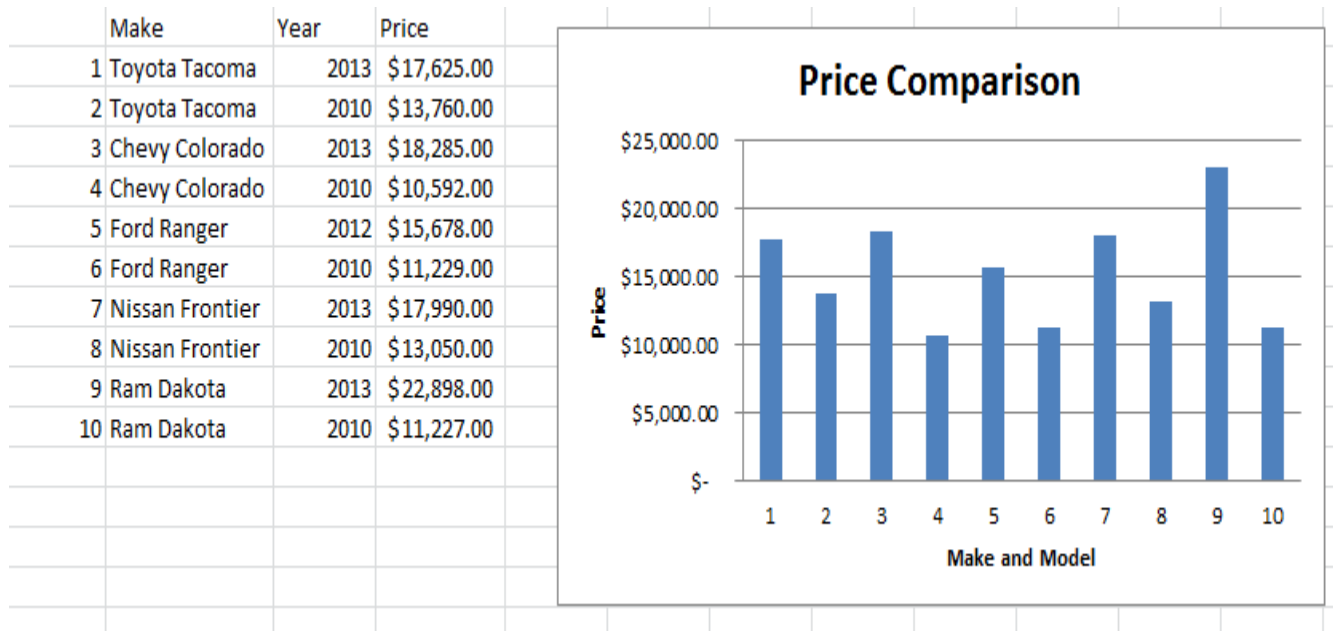 Make Year Price
1 Toyota Tacoma 2013 $17,625.00
2 Toyota Tacoma 2010 $13,760.00
3 Chevy Colorado 2013 $18,285.00
4 Chevy Colorado 2010 $10,592.00
5 Ford Ranger 2012 $15,678.00
6 Ford Ranger 2010 $11,229.00
7 Nissan Frontier 2013 $17,990.00
8 Nissan Frontier 2010 $13,050.00
9 Ram Dakota 2013 $22,898.00
10 Ram Dakota 2010 $11,227.00
Price Comparison
$25,000.00
$20,000.00
$15,000.00
$10,000.00
$5,000.00
$-
Price
1 2 3 4 5 6 7 8 9 10
Make and Model